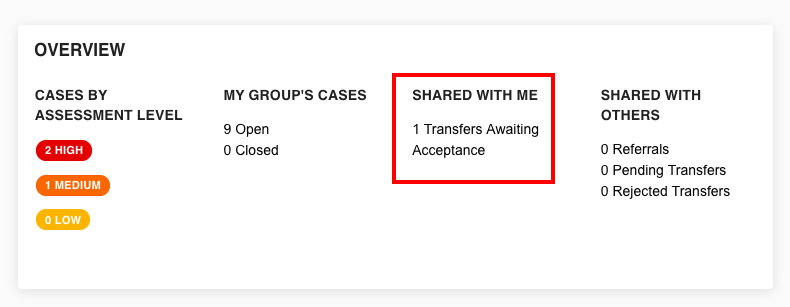 OVERVIEW
CASES BY
ASSESSMENT LEVEL
2 HIGH
1 MEDIUM
0 LOW
MY GROUP'S CASES
9 Open
0 Closed
SHARED WITH ME
1 Transfers Awaiting
Acceptance
SHARED WITH
OTHERS
0 Referrals
0 Pending Transfers
0 Rejected Transfers